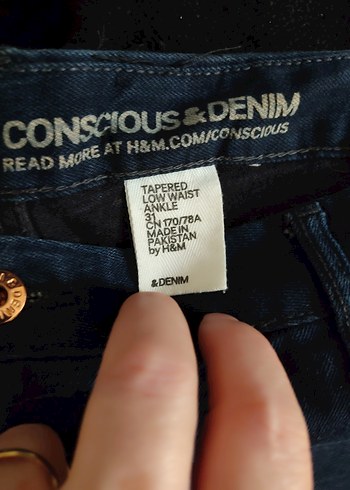 CONSCIOUS&DENIM
READ MORE AT H&M.COM/CONSCIOUS
TAPERED
LOW WAIST
ANKLE
31
CN 170/78A
MADE IN
PAKISTAN
by H&M
&DENIM